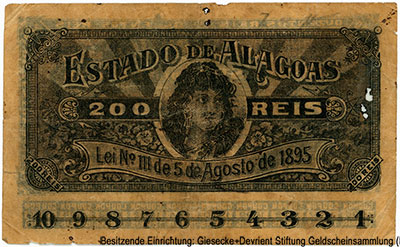 ESTADO DE ALAGOAS
200 REIS
Lei Nº III de 5 de Agosto de 1895
10 9 8 7 6 5 4 3 2 1
Besitzende Einrichtung: Giesecke+Devrient Stiftung Geldscheinsammlung (